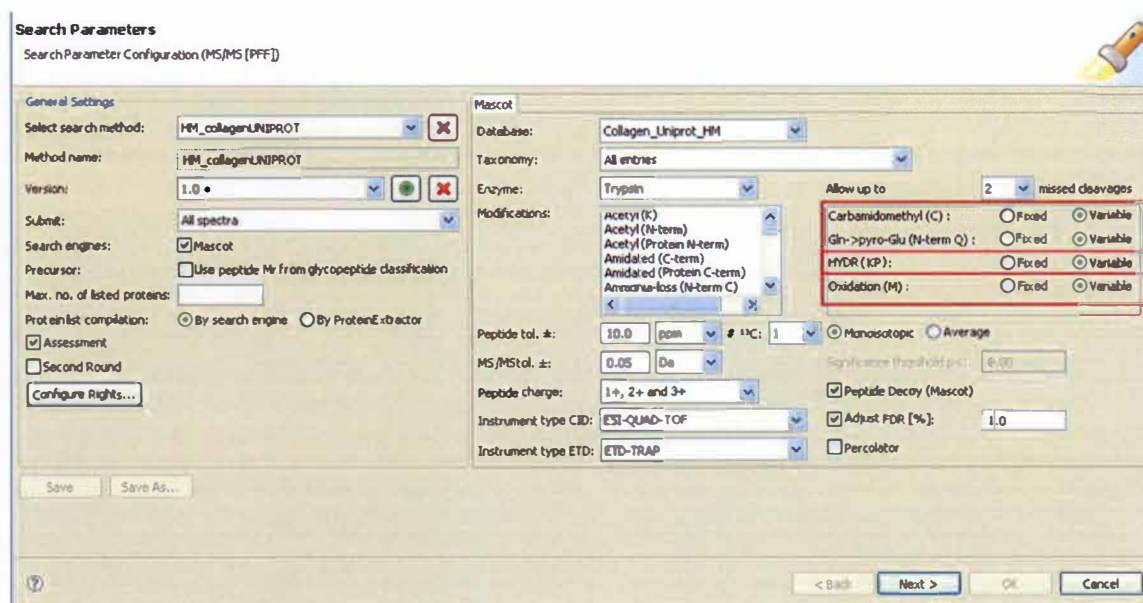 Search Parameters
Search Parameter Configuration (MS/MS [PFF])
General Settings
Select search method: HM_collagenUNIPROT
Method name: HM_collagenUNIPROT
Version: 1.0 •
Submit: All spectra
Search engines: Mascot
Precursor: Use peptide Mr from glycopeptide classification
Max. no. of listed proteins:
Protein list compilation: By search engine By ProteinExtractor
Assessment
Second Round
Configure Rights...
Save Save As...
Mascot
Database: Collagen_Uniprot_HM
Taxonomy: All entries
Enzyme: Trypsin Allow up to 2 missed cleavages
Modifications:
Acetyl (K)
Acetyl (N-term)
Acetyl (Protein N-term)
Amidated (C-term)
Amidated (Protein C-term)
Ammonia-loss (N-term C)
Carbamidomethyl (C) : Fixed Variable
Gln->pyro-Glu (N-term Q) : Fixed Variable
HYDR (KP) : Fixed Variable
Oxidation (M) : Fixed Variable
Peptide tol. ±: 10.0 ppm # ¹³C: 1 Monoisotopic Average
MS/MS tol. ±: 0.05 Da Significance threshold p<: 0.05
Peptide charge: 1+, 2+ and 3+ Peptide Decoy (Mascot)
Instrument type CID: ESI-QUAD-TOF Adjust FDR [%]: 1.0
Instrument type ETD: ETD-TRAP Percolator
? < Back Next > OK Cancel